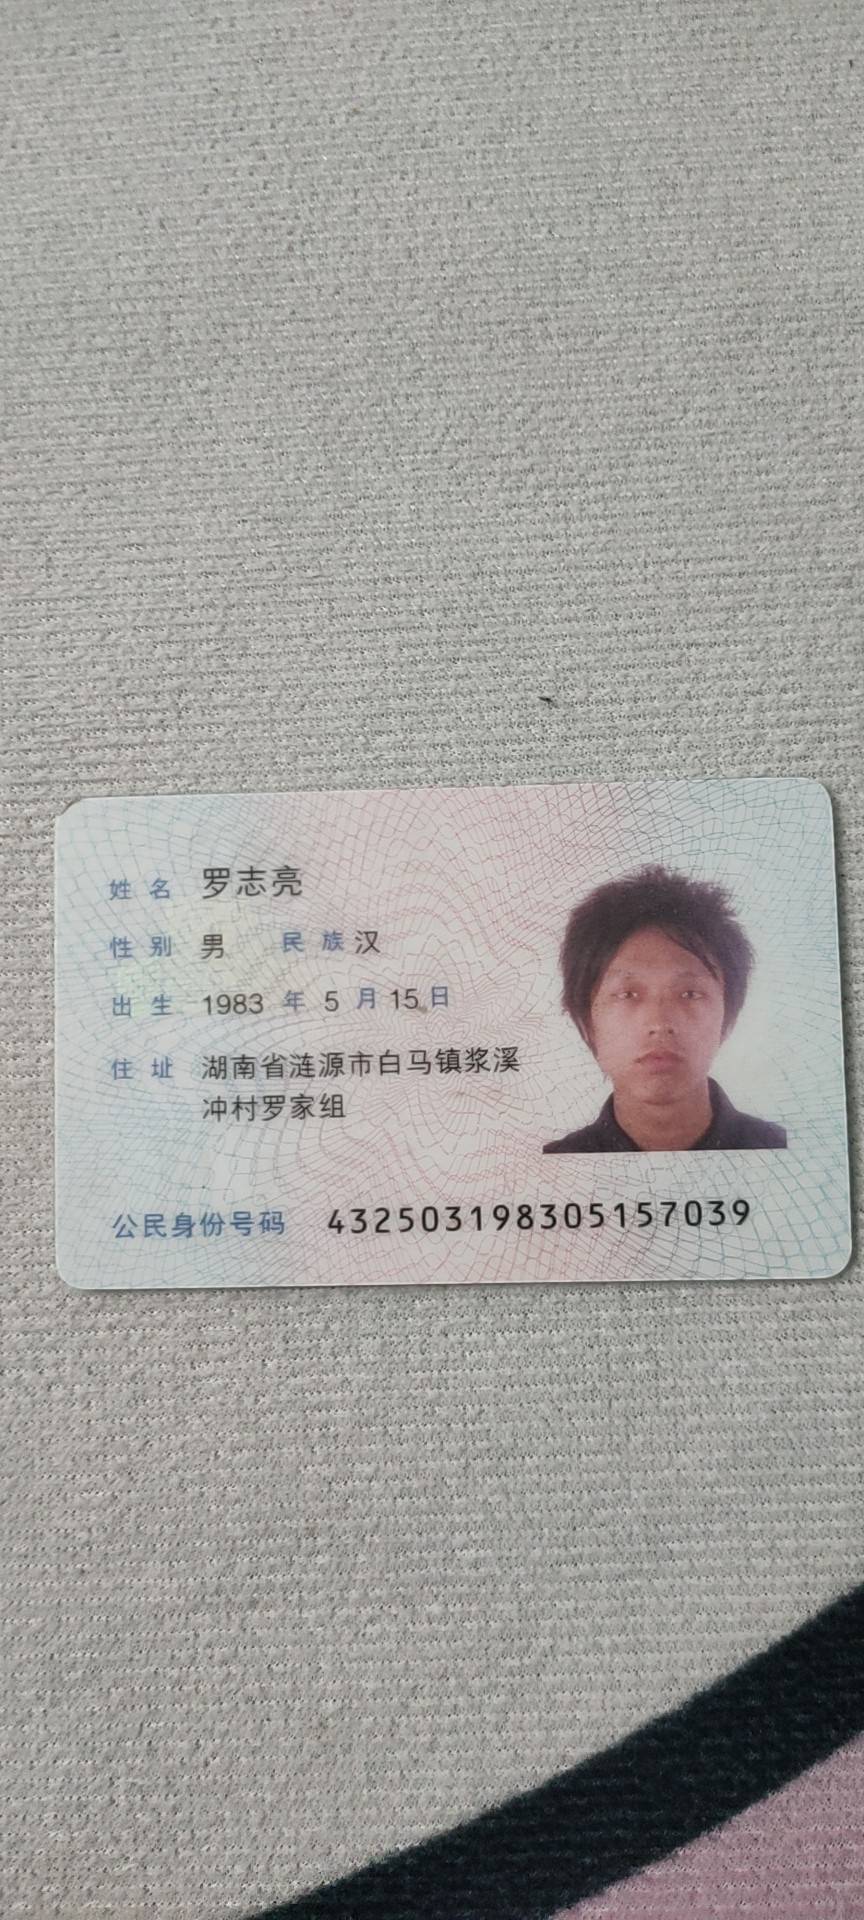 姓名 罗志亮
性别 男 民族 汉
出生 1983 年 5 月 15 日
住址 湖南省涟源市白马镇浆溪
冲村罗家组
公民身份号码 432503198305157039